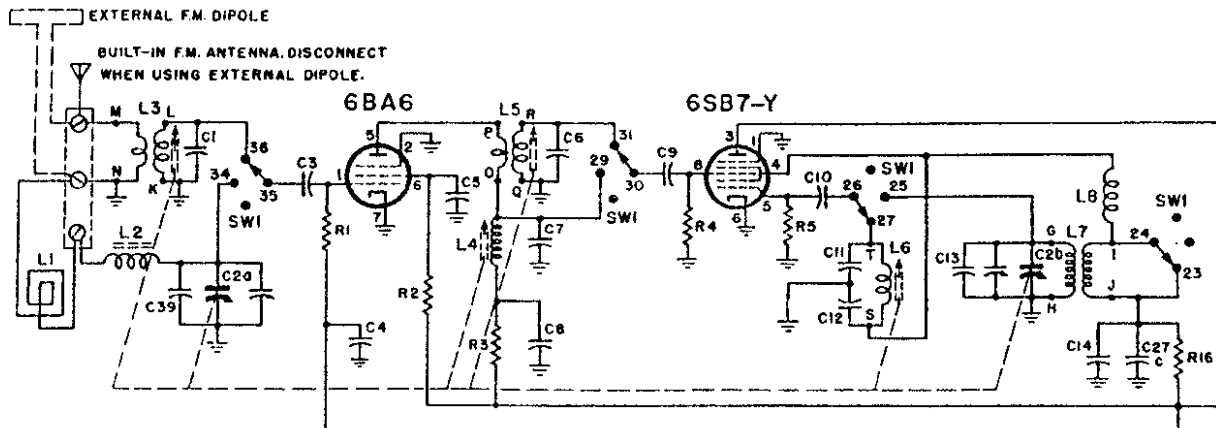 EXTERNAL F.M. DIPOLE
BUILT-IN F.M. ANTENNA. DISCONNECT
WHEN USING EXTERNAL DIPOLE.
6BA6
6SB7-Y
M
L3
L
C1
N
K
36
34
35
SW1
C3
1
5
2
6
7
C5
R1
R2
C4
L5
P
R
O
Q
C6
L4
C7
R3
C8
31
29
30
SW1
C9
R4
8
3
1
4
5
6
R5
C10
SW1
26
25
27
C11
C12
T
L6
S
L8
C13
G
C2b
L7
H
I
J
SW1
24
23
C14
C27
C
R16
L1
L2
C39
C2a